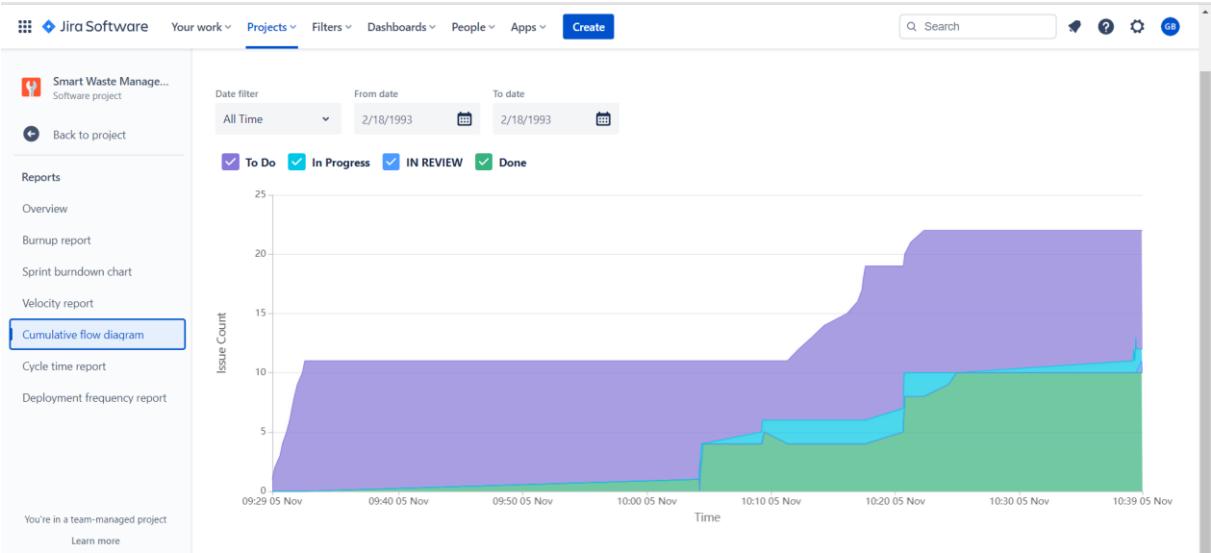 Jira Software Your work Projects Filters Dashboards People Apps Create Search GB
Smart Waste Manage...
Software project
Back to project
Reports
Overview
Burnup report
Sprint burndown chart
Velocity report
Cumulative flow diagram
Cycle time report
Deployment frequency report
You're in a team-managed project
Learn more
Date filter From date To date
All Time 2/18/1993 2/18/1993
To Do In Progress IN REVIEW Done
25
20
15
10
5
0
Issue Count
09:29 05 Nov 09:40 05 Nov 09:50 05 Nov 10:00 05 Nov 10:10 05 Nov 10:20 05 Nov 10:30 05 Nov 10:39 05 Nov
Time